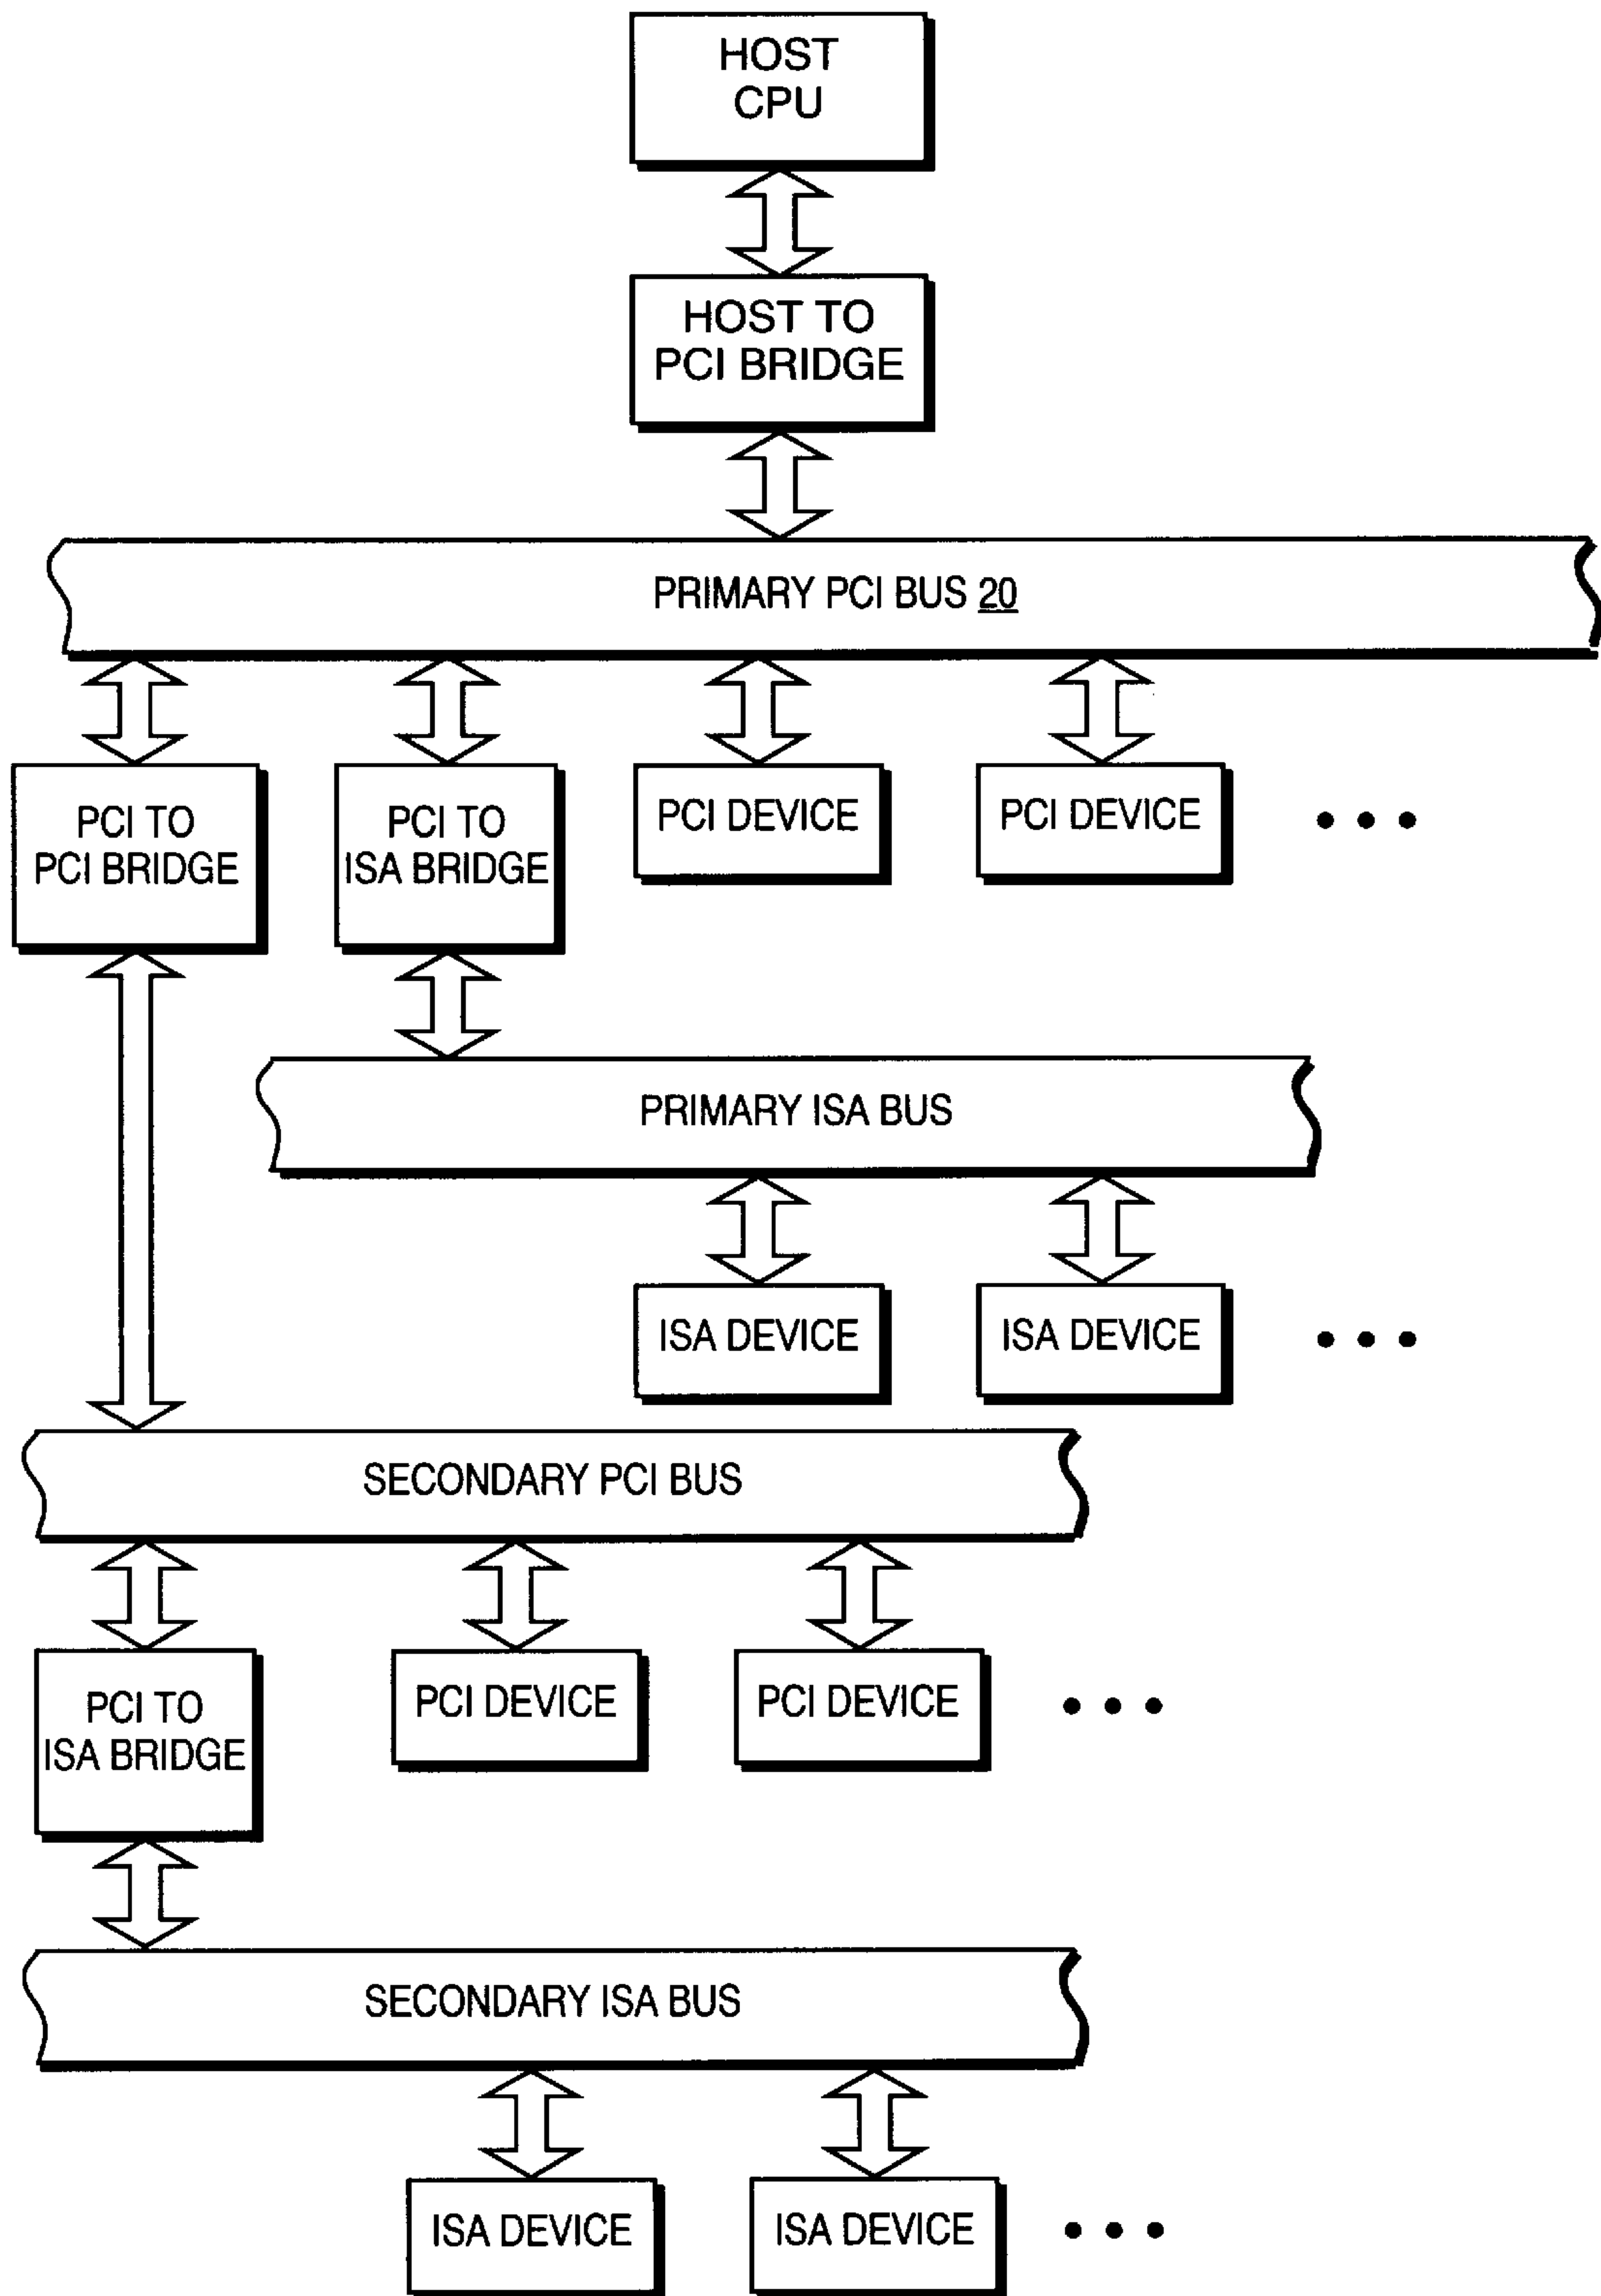 HOST
CPU
HOST TO
PCI BRIDGE
PRIMARY PCI BUS 20
PCI TO
PCI BRIDGE
PCI TO
ISA BRIDGE
PCI DEVICE
PCI DEVICE
PRIMARY ISA BUS
ISA DEVICE
ISA DEVICE
SECONDARY PCI BUS
PCI TO
ISA BRIDGE
PCI DEVICE
PCI DEVICE
SECONDARY ISA BUS
ISA DEVICE
ISA DEVICE